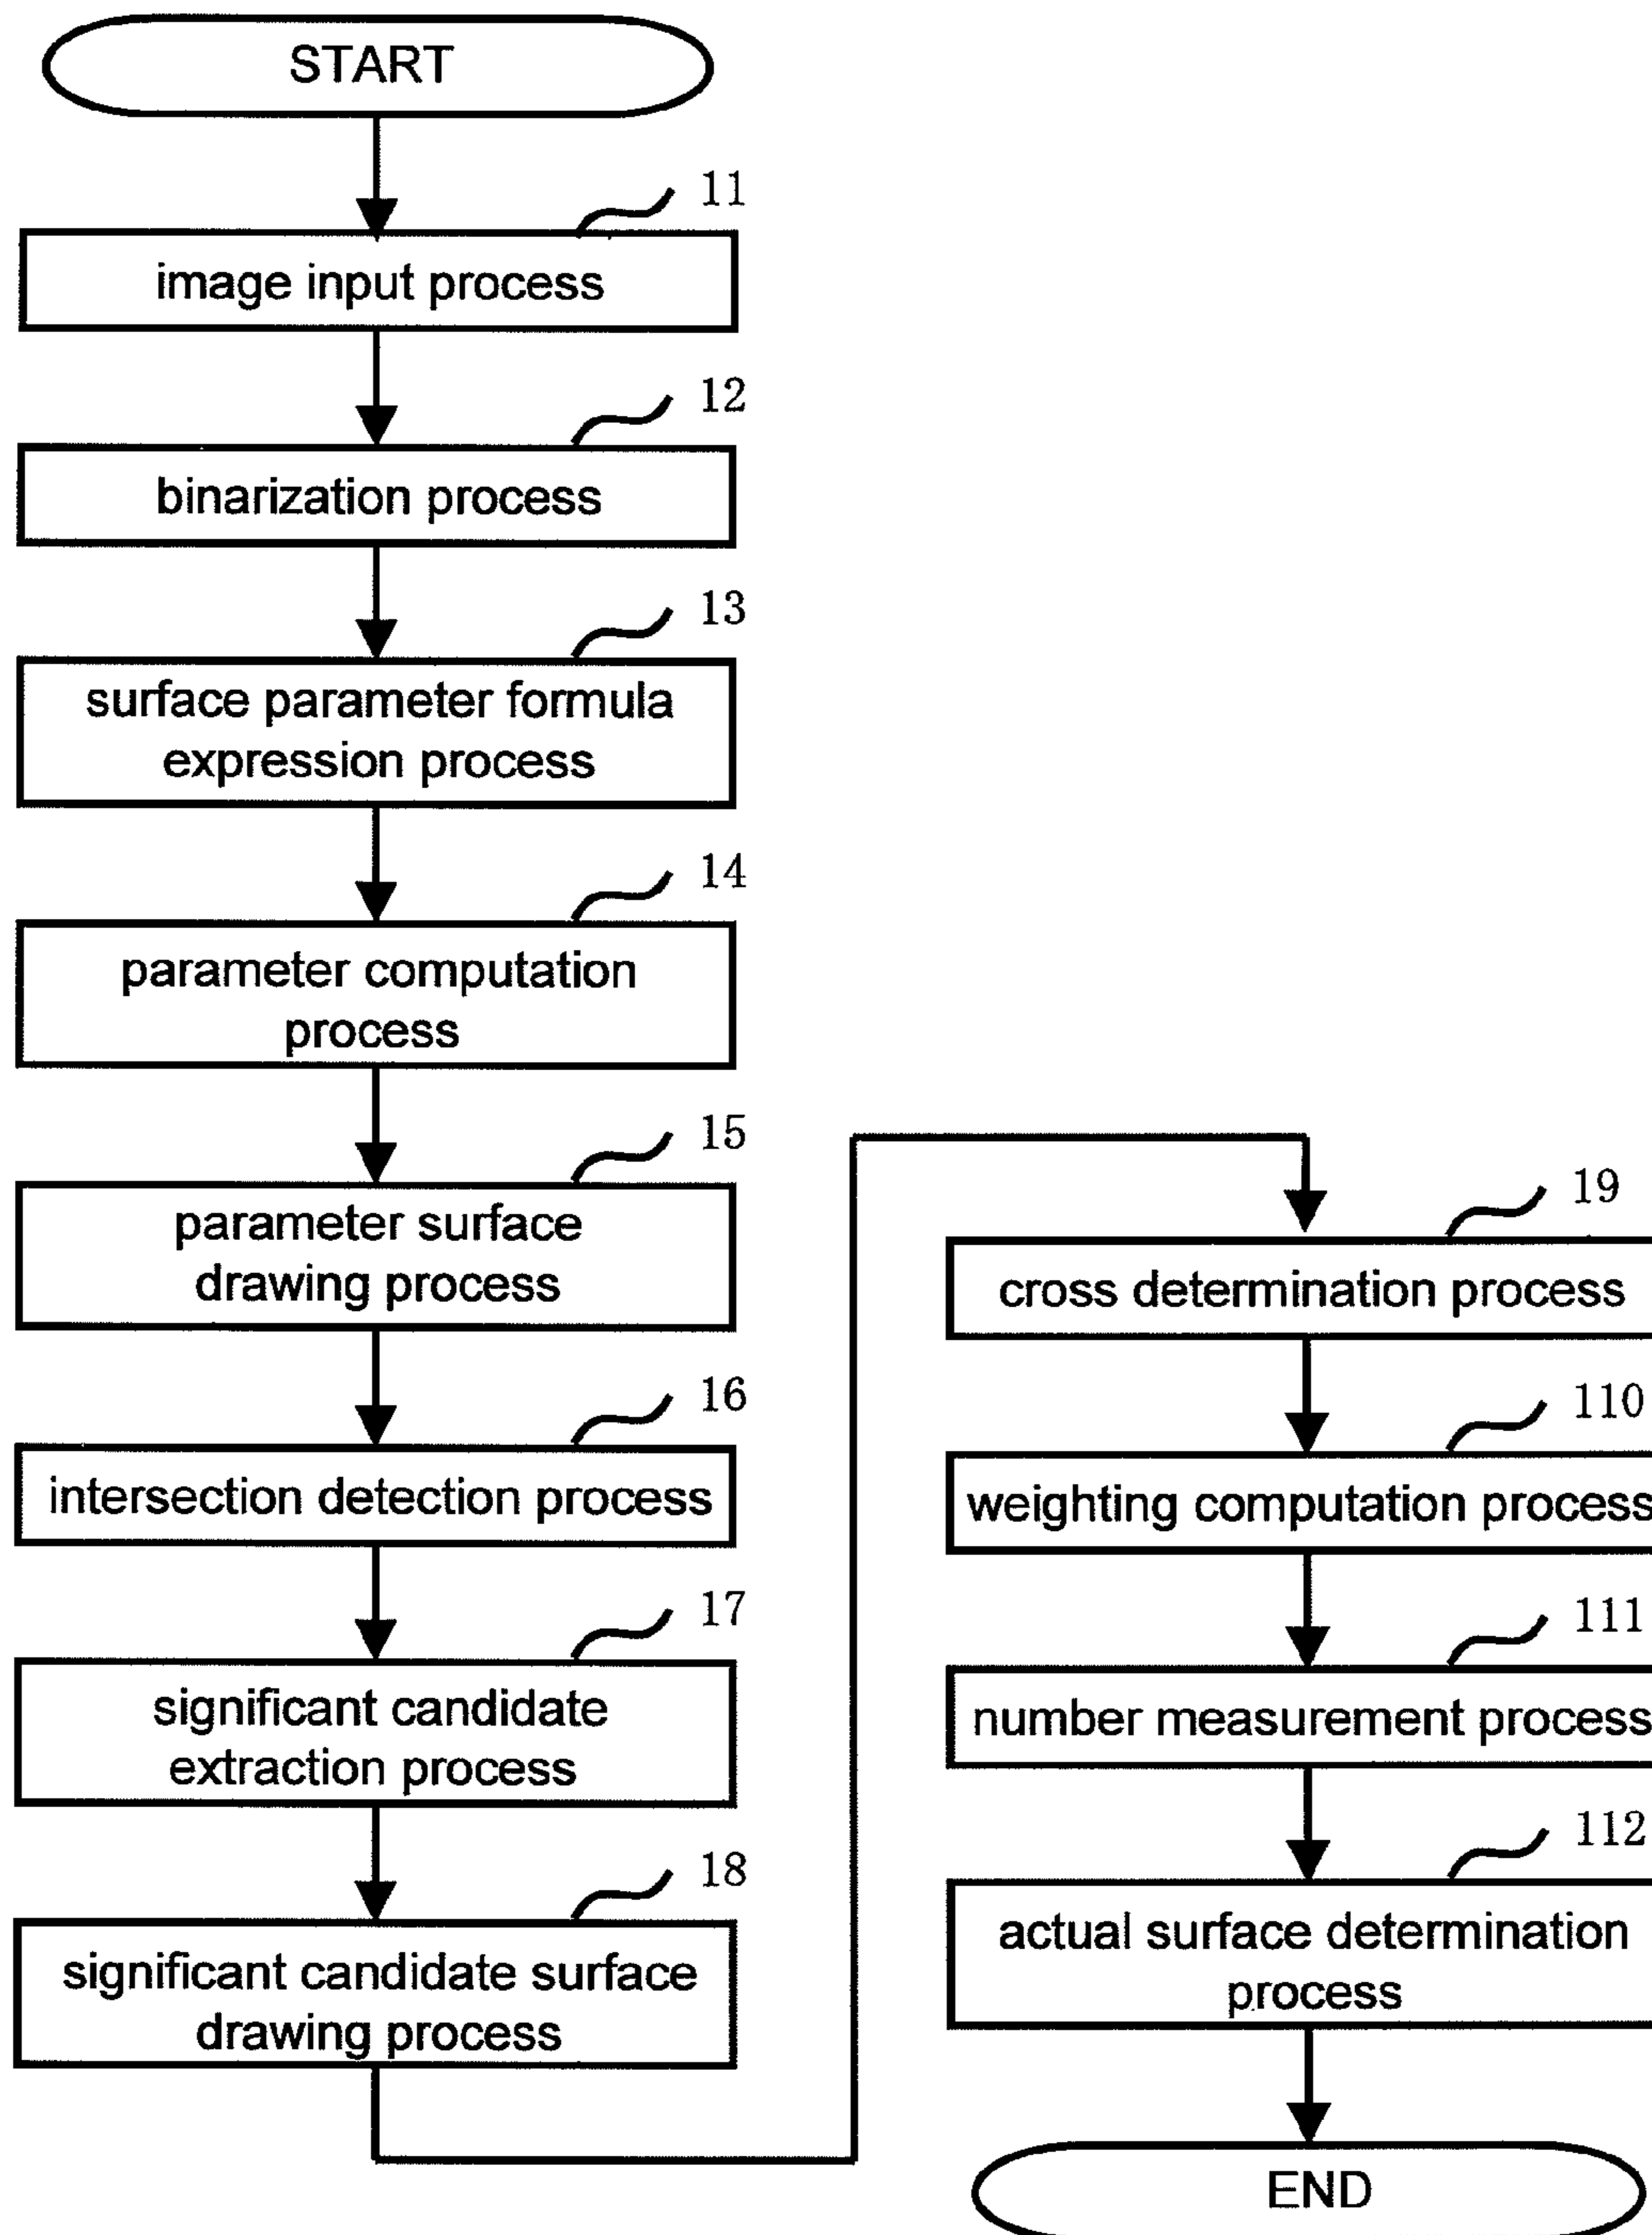 START
11
image input process
12
binarization process
13
surface parameter formula
expression process
14
parameter computation
process
15
parameter surface
drawing process
16
intersection detection process
17
significant candidate
extraction process
18
significant candidate surface
drawing process
19
cross determination process
110
weighting computation process
111
number measurement process
112
actual surface determination
process
END